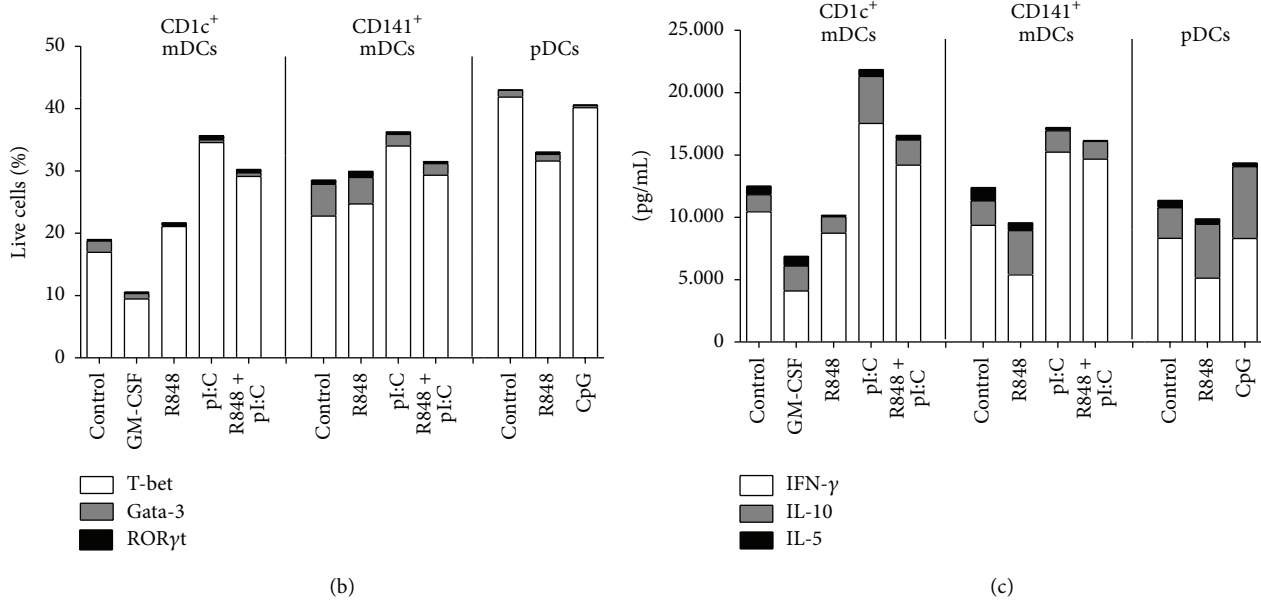 CD1c+
mDCs
CD141+
mDCs
pDCs
50
40
30
20
10
0
Live cells (%)
Control
GM-CSF
R848
pI:C
R848 +
pI:C
Control
R848
pI:C
R848 +
pI:C
Control
R848
CpG
T-bet
Gata-3
RORγt
(b)
CD1c+
mDCs
CD141+
mDCs
pDCs
25.000
20.000
15.000
10.000
5.000
0
(pg/mL)
Control
GM-CSF
R848
pI:C
R848 +
pI:C
Control
R848
pI:C
R848 +
pI:C
Control
R848
CpG
IFN-γ
IL-10
IL-5
(c)